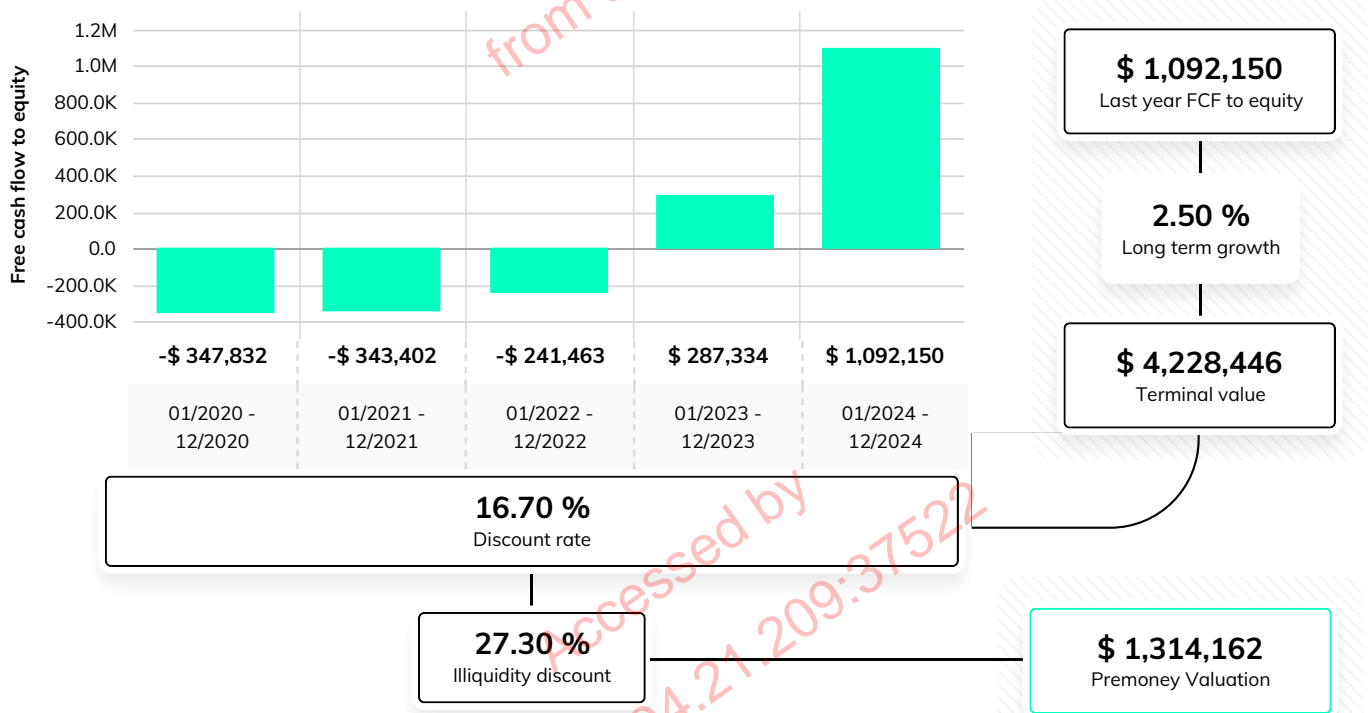 Free cash flow to equity
1.2M
1.0M
800.0K
600.0K
400.0K
200.0K
0.0
-200.0K
-400.0K
-$ 347,832
-$ 343,402
-$ 241,463
$ 287,334
$ 1,092,150
01/2020 -
12/2020
01/2021 -
12/2021
01/2022 -
12/2022
01/2023 -
12/2023
01/2024 -
12/2024
$ 1,092,150
Last year FCF to equity
2.50 %
Long term growth
$ 4,228,446
Terminal value
16.70 %
Discount rate
27.30 %
Illiquidity discount
$ 1,314,162
Premoney Valuation
from
Accessed by
04.21.209:37522